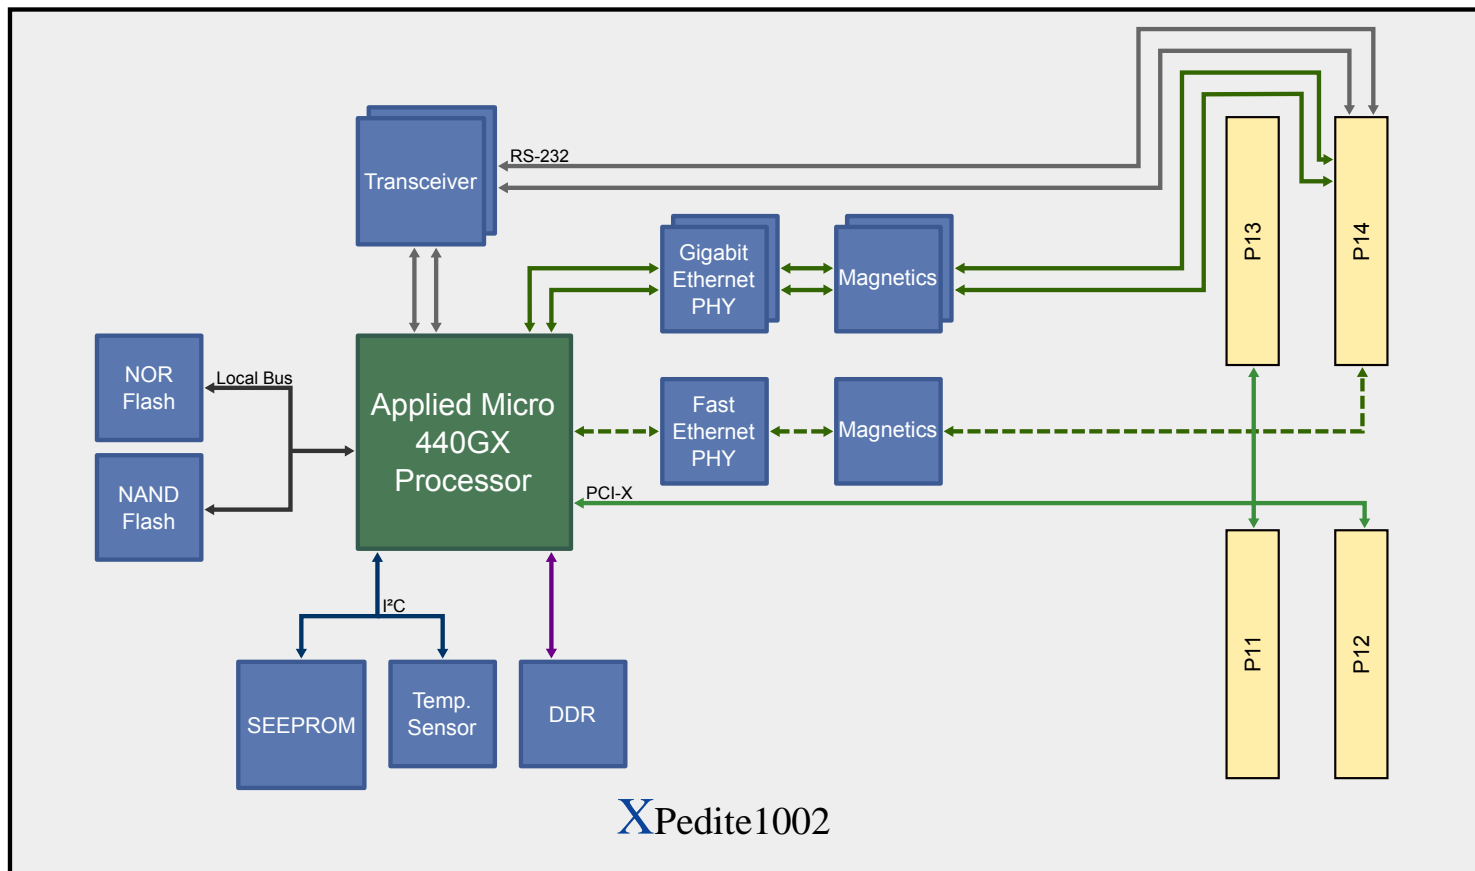 RS-232
Transceiver
P13
P14
Gigabit
Ethernet
PHY
Magnetics
NOR
Flash
Local Bus
Applied Micro
440GX
Processor
Fast
Ethernet
PHY
Magnetics
NAND
Flash
PCI-X
I²C
SEEPROM
Temp.
Sensor
DDR
P11
P12
XPedite1002